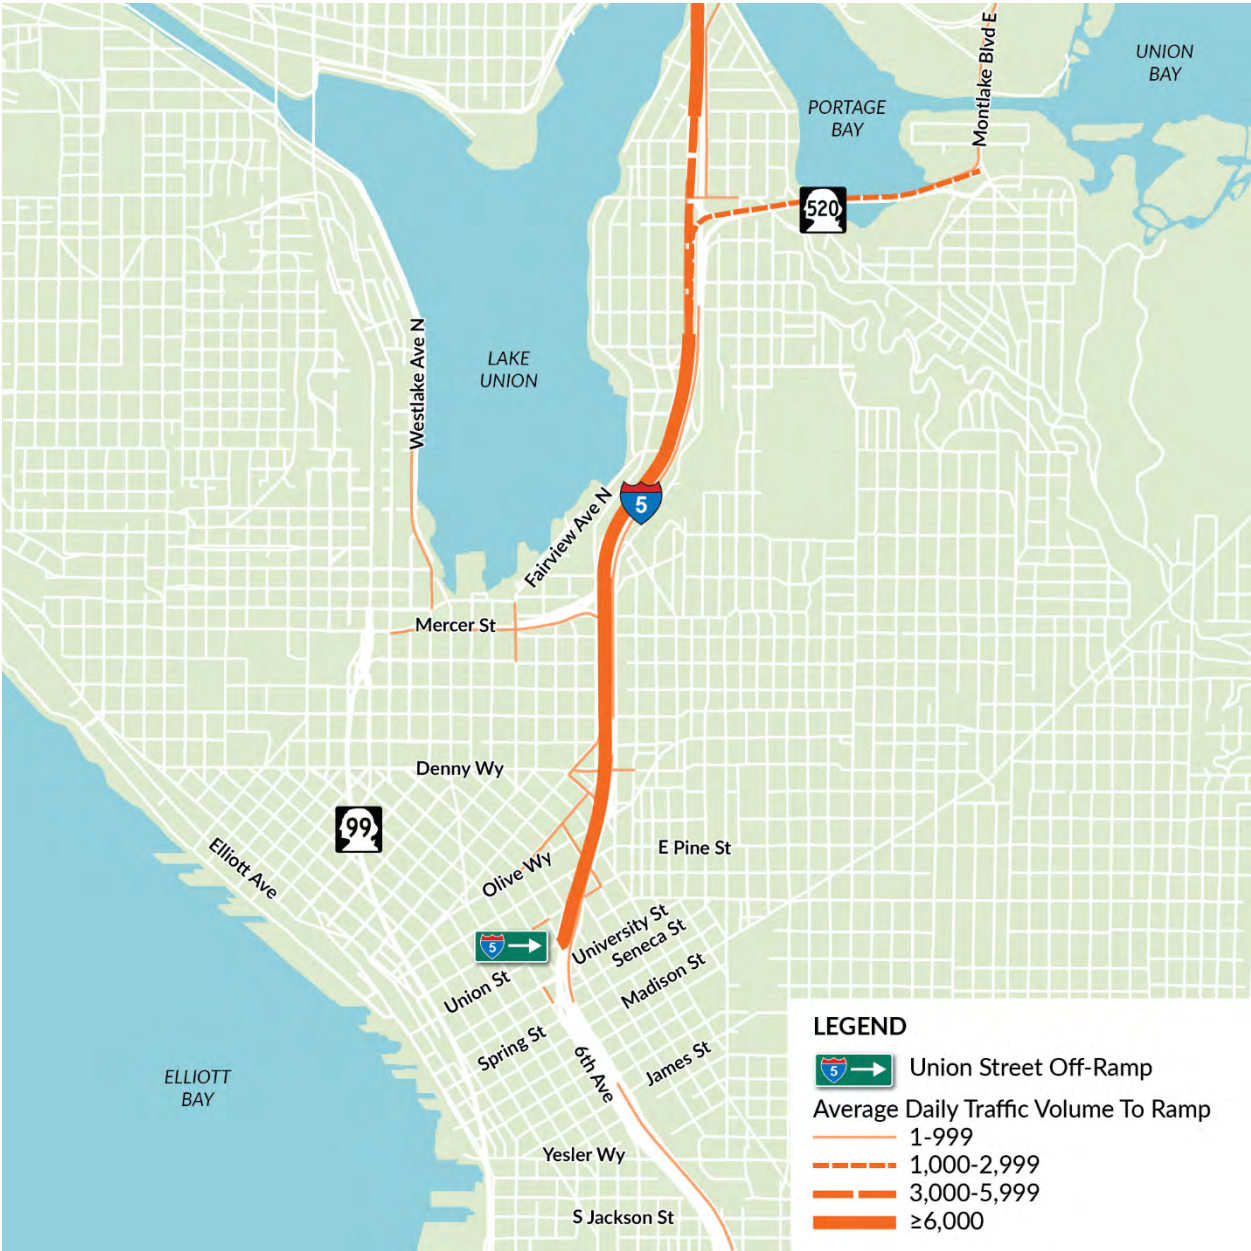 Montlake Blvd E
UNION
BAY
PORTAGE
BAY
520
Westlake Ave N
LAKE
UNION
5
Fairview Ave N
Mercer St
Denny Wy
99
E Pine St
Elliott Ave
Olive Wy
University St
Seneca St
5
Union St
Madison St
Spring St
6th Ave
James St
ELLIOTT
BAY
Yesler Wy
S Jackson St
LEGEND
5
Union Street Off-Ramp
Average Daily Traffic Volume To Ramp
1-999
1,000-2,999
3,000-5,999
≥6,000